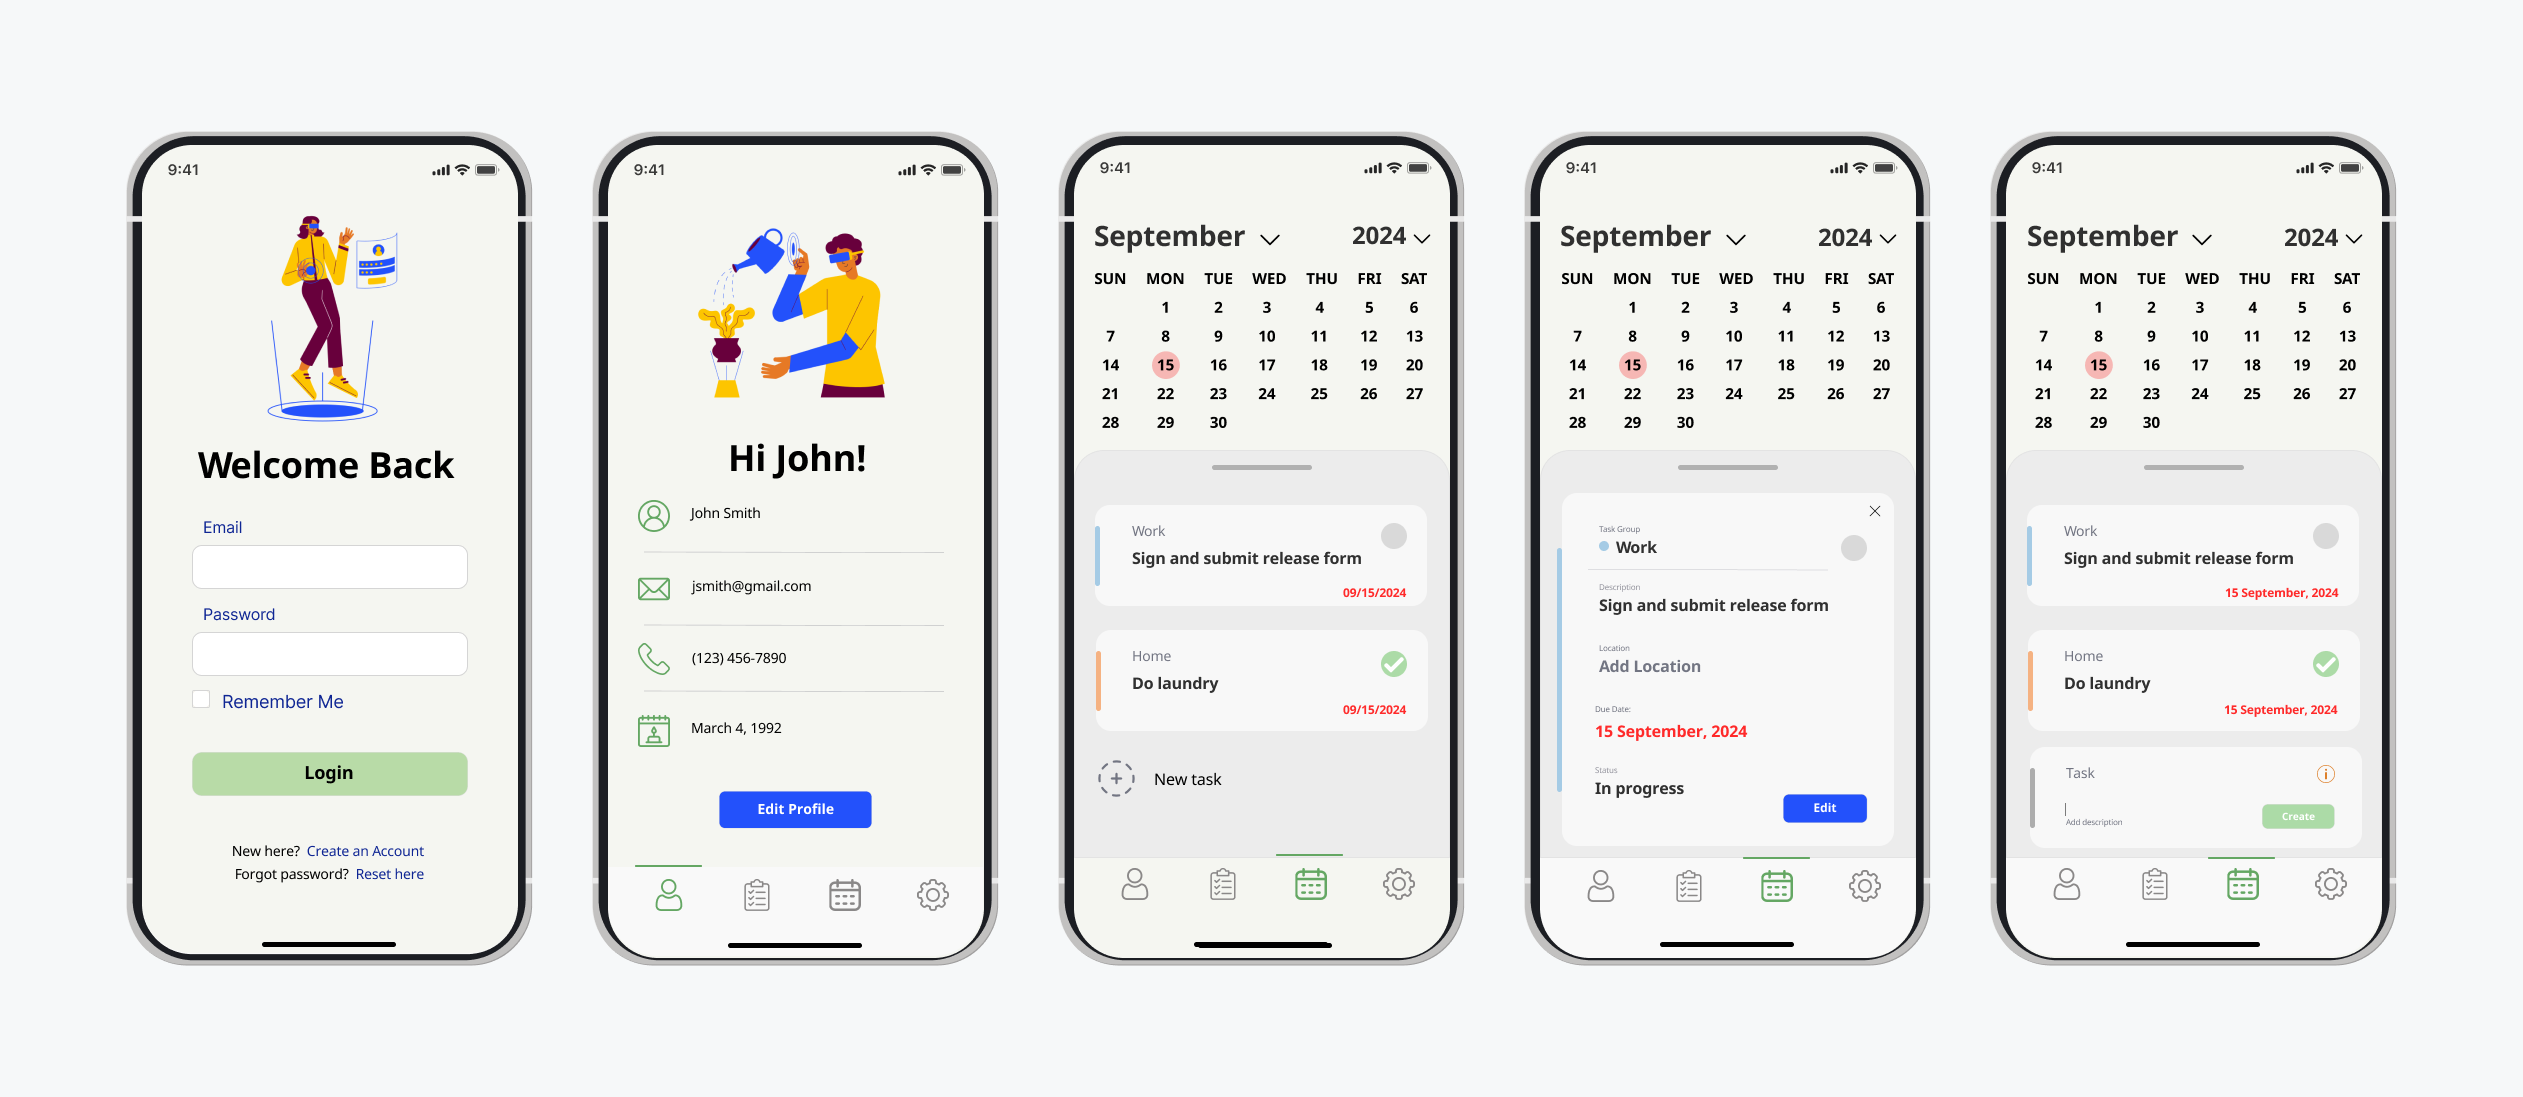 9:41
Welcome Back
Email
Password
Remember Me
Login
New here? Create an Account
Forgot password? Reset here
9:41
Hi John!
John Smith
jsmith@gmail.com
(123) 456-7890
March 4, 1992
Edit Profile
9:41
September 2024
SUN MON TUE WED THU FRI SAT
1 2 3 4 5 6
7 8 9 10 11 12 13
14 15 16 17 18 19 20
21 22 23 24 25 26 27
28 29 30
Work
Sign and submit release form
09/15/2024
Home
Do laundry
09/15/2024
New task
9:41
September 2024
SUN MON TUE WED THU FRI SAT
1 2 3 4 5 6
7 8 9 10 11 12 13
14 15 16 17 18 19 20
21 22 23 24 25 26 27
28 29 30
Task Group
Work
Description
Sign and submit release form
Location
Add Location
Due Date:
15 September, 2024
Status
In progress
Edit
9:41
September 2024
SUN MON TUE WED THU FRI SAT
1 2 3 4 5 6
7 8 9 10 11 12 13
14 15 16 17 18 19 20
21 22 23 24 25 26 27
28 29 30
Work
Sign and submit release form
15 September, 2024
Home
Do laundry
15 September, 2024
Task
Add description
Create